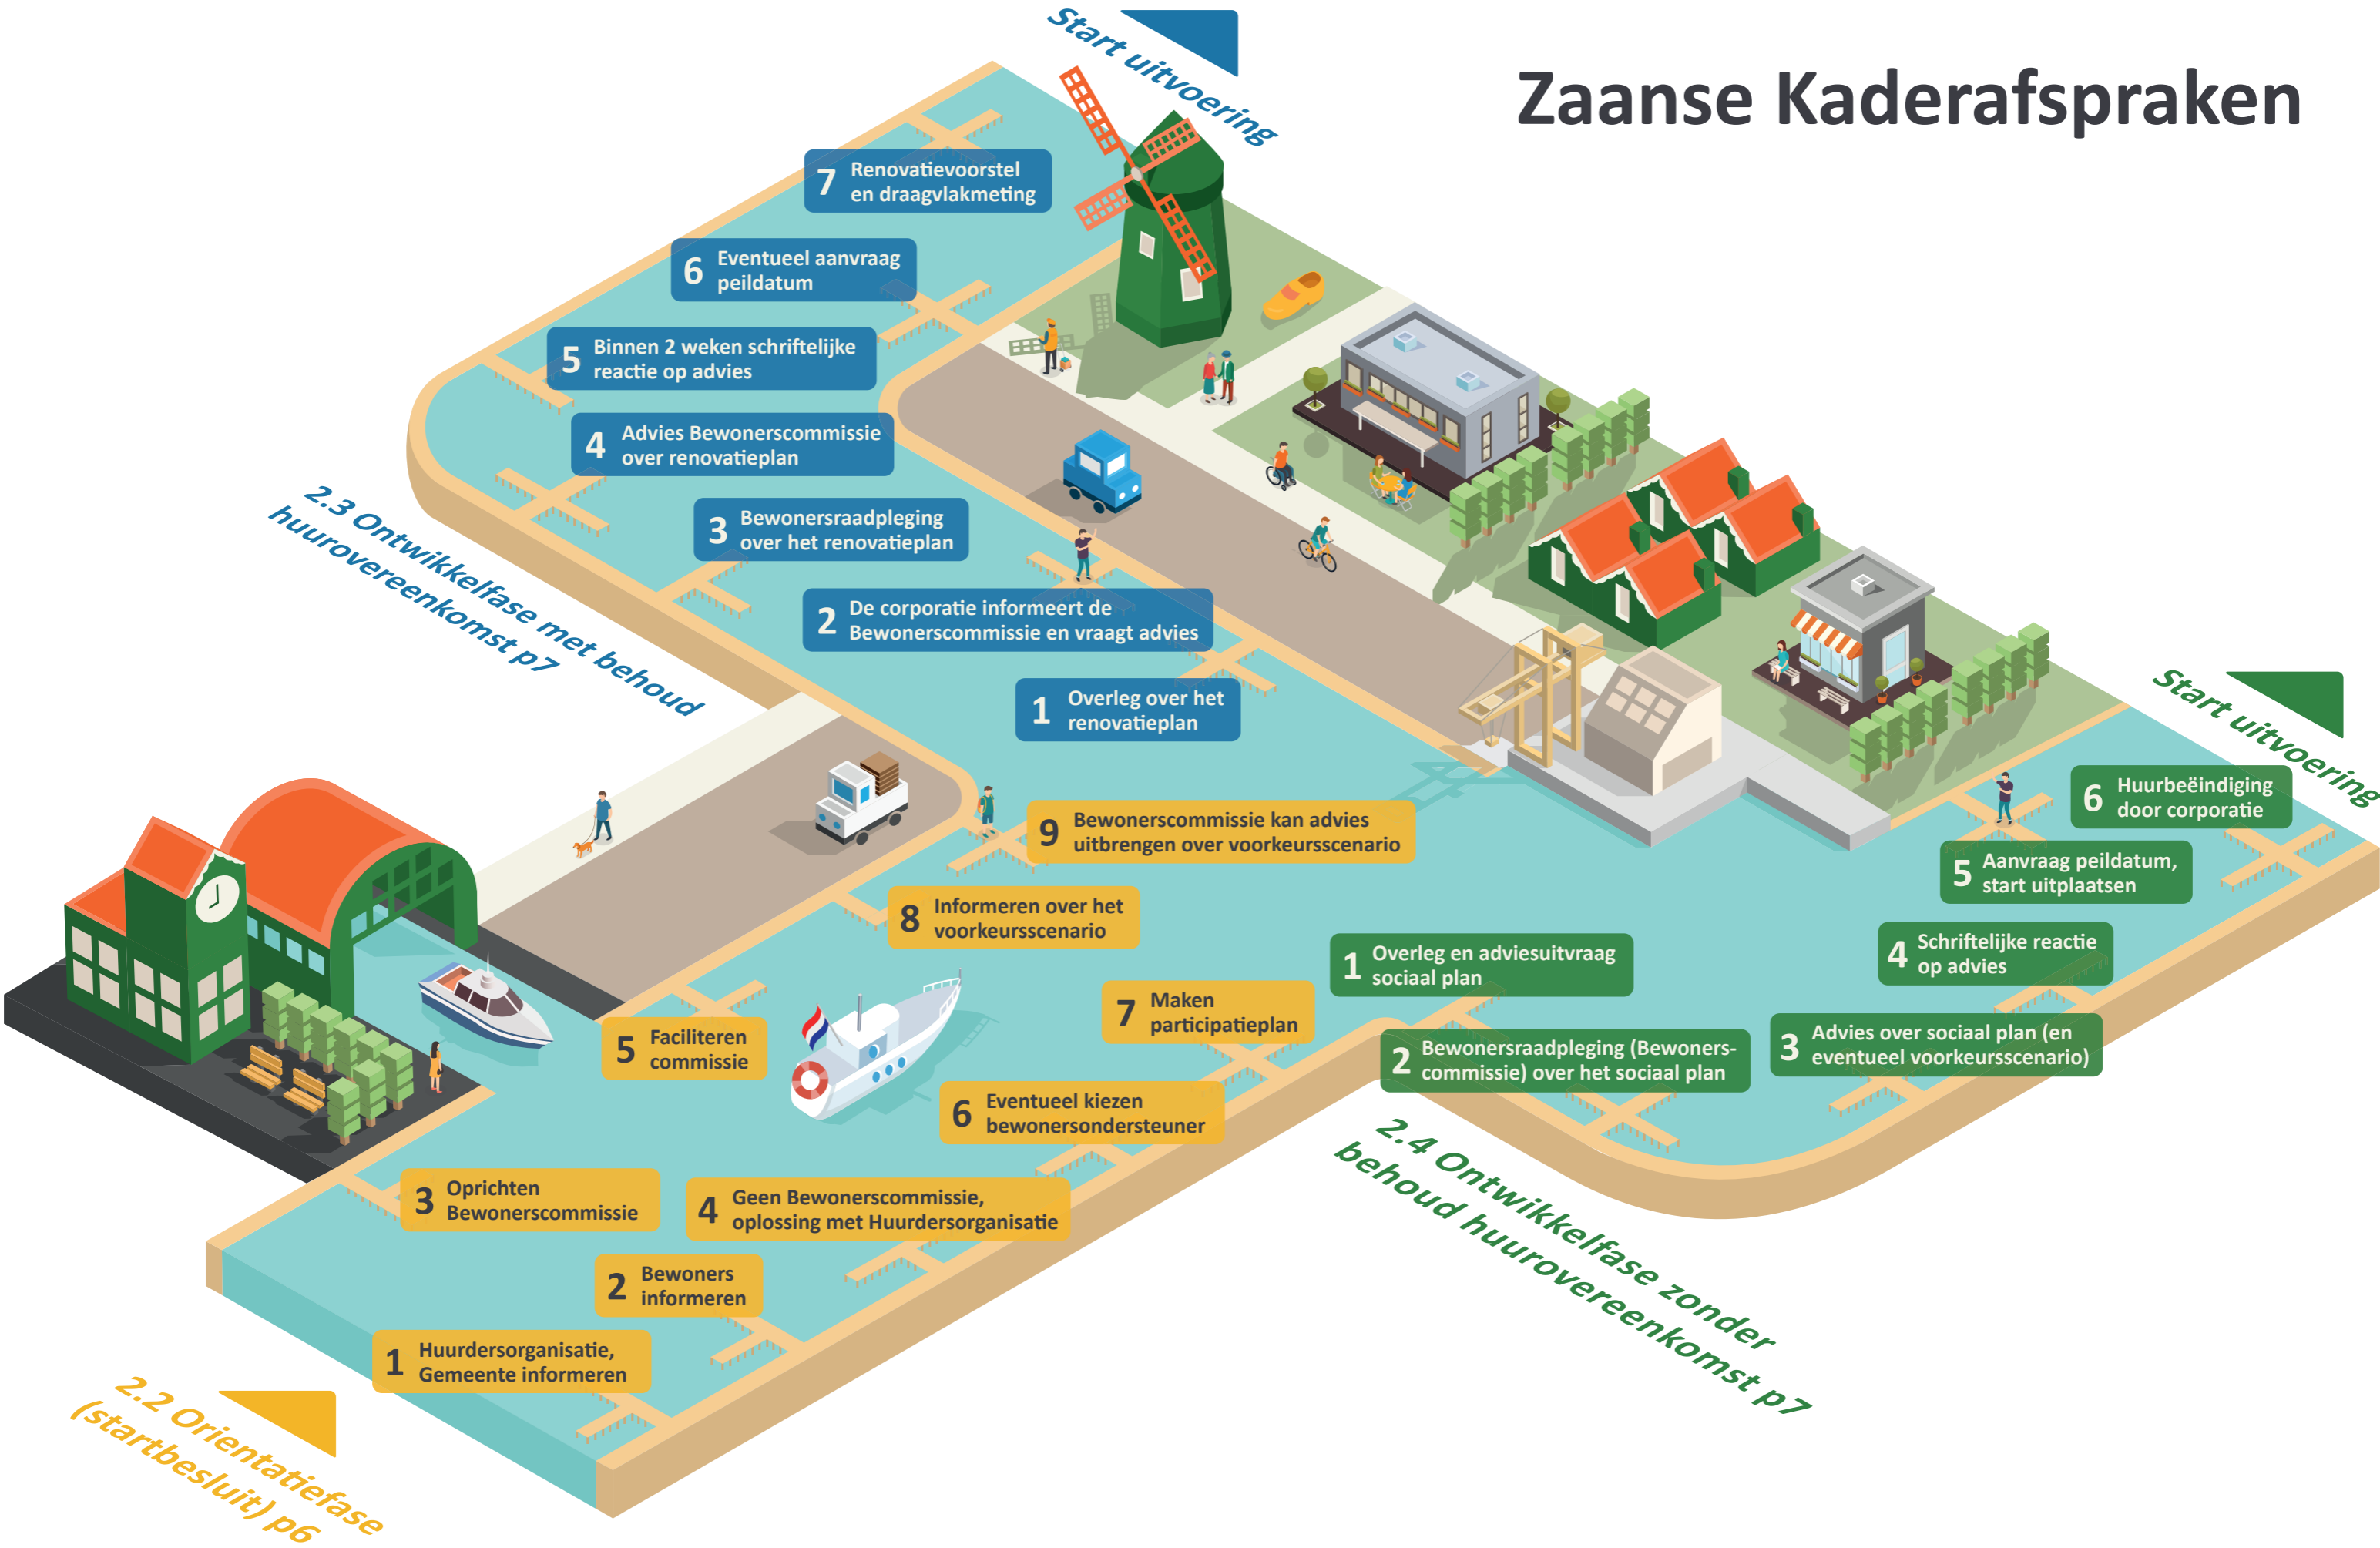 Zaanse Kaderafspraken
2.2 Orientatiefase
(startbesluit) p6
1 Huurdersorganisatie,
Gemeente informeren
2 Bewoners
informeren
3 Oprichten
Bewonerscommissie
4 Geen Bewonerscommissie,
oplossing met Huurdersorganisatie
5 Faciliteren
commissie
6 Eventueel kiezen
bewonersondersteuner
7 Maken
participatieplan
8 Informeren over het
voorkeursscenario
9 Bewonerscommissie kan advies
uitbrengen over voorkeursscenario
2.3 Ontwikkelfase met behoud
huurovereenkomst p7
1 Overleg over het
renovatieplan
2 De corporatie informeert de
Bewonerscommissie en vraagt advies
3 Bewonersraadpleging
over het renovatieplan
4 Advies Bewonerscommissie
over renovatieplan
5 Binnen 2 weken schriftelijke
reactie op advies
6 Eventueel aanvraag
peildatum
7 Renovatievoorstel
en draagvlakmeting
Start uitvoering
2.4 Ontwikkelfase zonder
behoud huurovereenkomst p7
1 Overleg en adviesuitvraag
sociaal plan
2 Bewonersraadpleging (Bewoners-
commissie) over het sociaal plan
3 Advies over sociaal plan (en
eventueel voorkeursscenario)
4 Schriftelijke reactie
op advies
5 Aanvraag peildatum,
start uitplaatsen
6 Huurbeëindiging
door corporatie
Start uitvoering